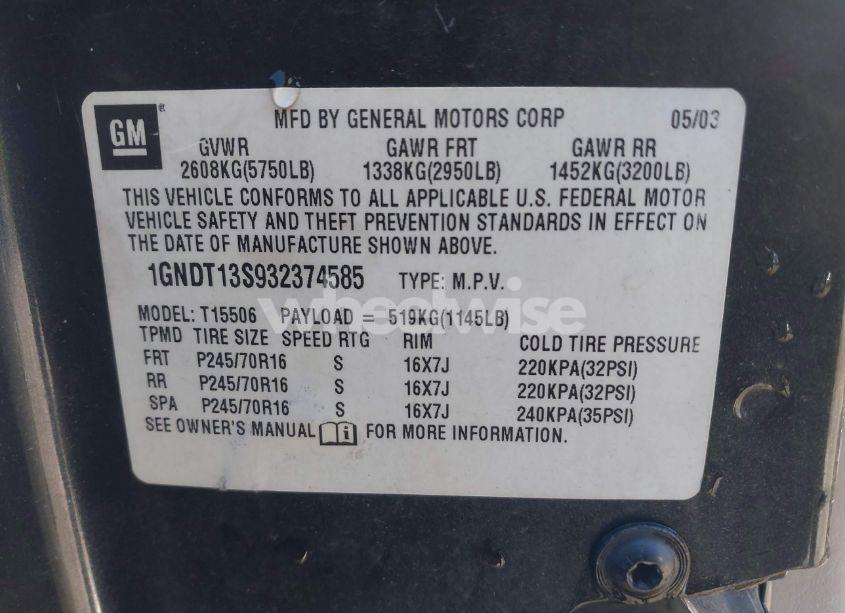 GM
MFD BY GENERAL MOTORS CORP 05/03
GVWR GAWR FRT GAWR RR
2608KG(5750LB) 1338KG(2950LB) 1452KG(3200LB)
THIS VEHICLE CONFORMS TO ALL APPLICABLE U.S. FEDERAL MOTOR
VEHICLE SAFETY AND THEFT PREVENTION STANDARDS IN EFFECT ON
THE DATE OF MANUFACTURE SHOWN ABOVE.
1GNDT13S932374585 TYPE: M.P.V.
wheelwise
MODEL: T15506 PAYLOAD = 519KG(1145LB)
TPMD TIRE SIZE SPEED RTG RIM COLD TIRE PRESSURE
FRT P245/70R16 S 16X7J 220KPA(32PSI)
RR P245/70R16 S 16X7J 220KPA(32PSI)
SPA P245/70R16 S 16X7J 240KPA(35PSI)
SEE OWNER'S MANUAL FOR MORE INFORMATION.